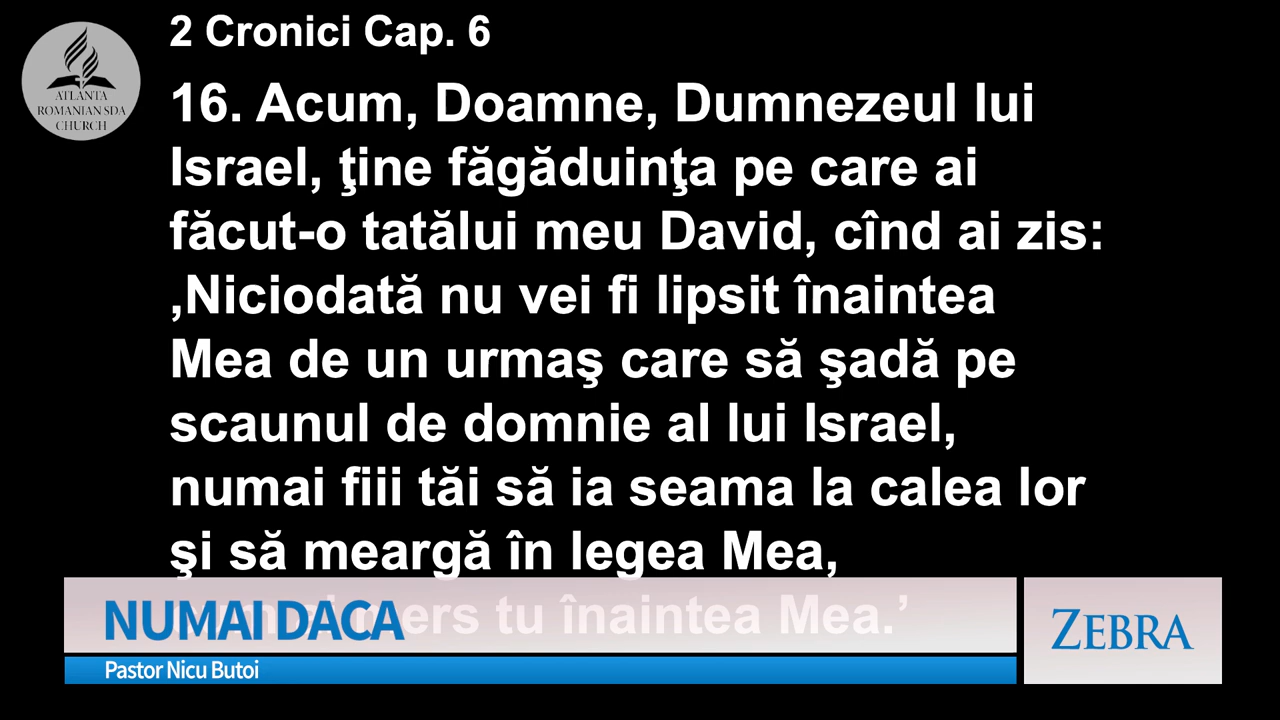 2 Cronici Cap. 6
ATLANTA
ROMANIAN SDA
CHURCH
16. Acum, Doamne, Dumnezeul lui
Israel, ţine făgăduinţa pe care ai
făcut-o tatălui meu David, cînd ai zis:
‚Niciodată nu vei fi lipsit înaintea
Mea de un urmaş care să şadă pe
scaunul de domnie al lui Israel,
numai fiii tăi să ia seama la calea lor
şi să meargă în legea Mea,
tu înaintea Mea.’
NUMAI DACA
Pastor Nicu Butoi
ZEBRA